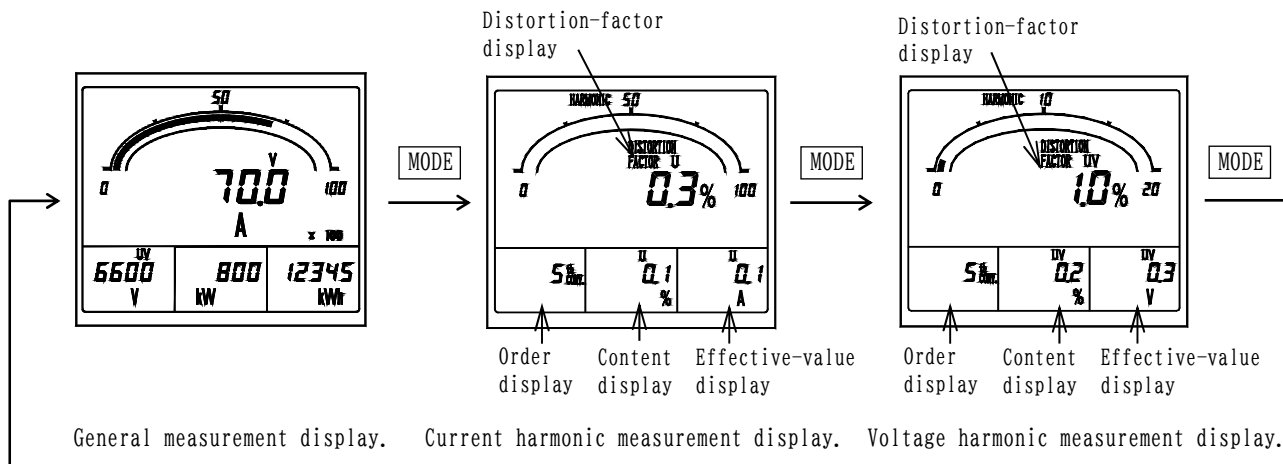 Distortion-factor
display
Distortion-factor
display
50
V
0
100
70.0
A
x 100
UV
6600
V
800
kW
12345
kWh
MODE
HARMONIC 50
DISTORTION
FACTOR
0
100
0.3%
5
0.1
%
0.1
A
MODE
HARMONIC 10
DISTORTION
FACTOR UV
0
20
1.0%
5
UV
0.2
%
UV
0.3
V
MODE
Order
display
Content
display
Effective-value
display
Order
display
Content
display
Effective-value
display
General measurement display.
Current harmonic measurement display.
Voltage harmonic measurement display.